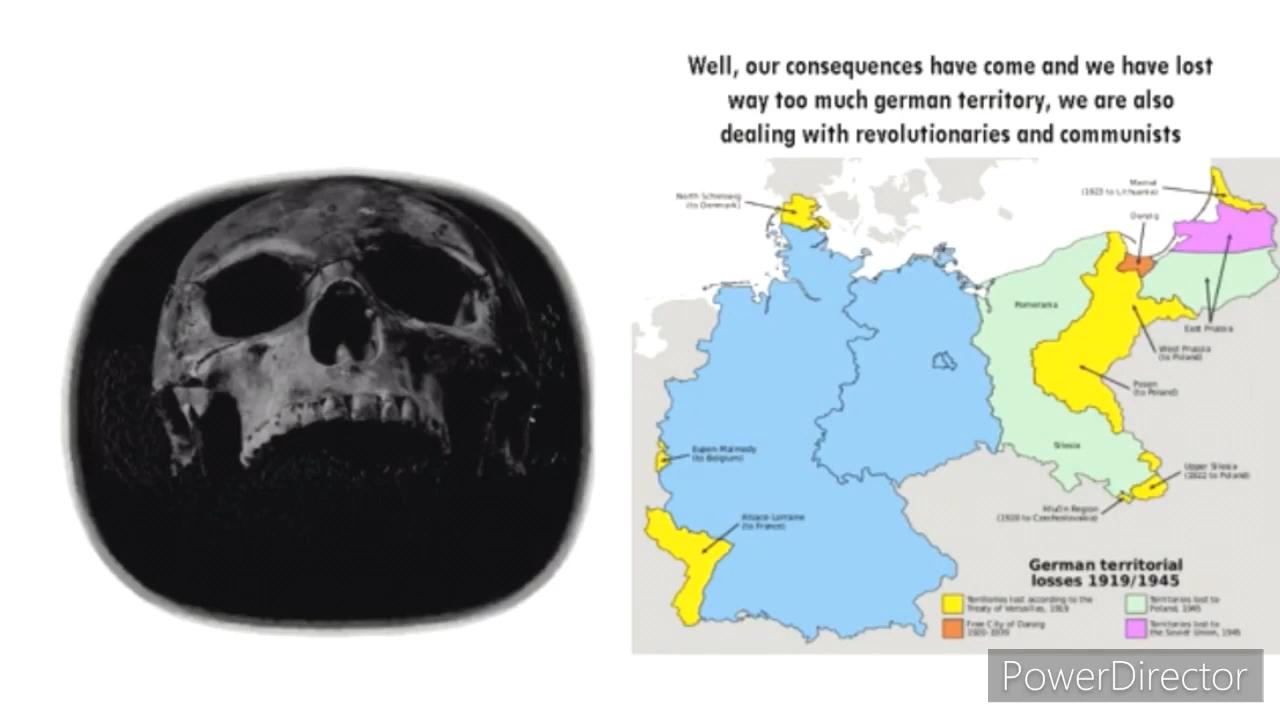 Well, our consequences have come and we have lost
way too much german territory, we are also
dealing with revolutionaries and communists
North Schleswig
(to Denmark)
Memel
(1923 to Lithuania)
Danzig
Pomerania
East Prussia
West Prussia
(to Poland)
Posen
(to Poland)
Silesia
Eupen-Malmedy
(to Belgium)
Upper Silesia
(1922 to Poland)
Hlučín Region
(1920 to Czechoslovakia)
Alsace-Lorraine
(to France)
German territorial
losses 1919/1945
Territories lost according to the
Treaty of Versailles, 1919
Free City of Danzig
1920-1939
Territories lost to
Poland, 1945
Territories lost to
the Soviet Union, 1945
PowerDirector